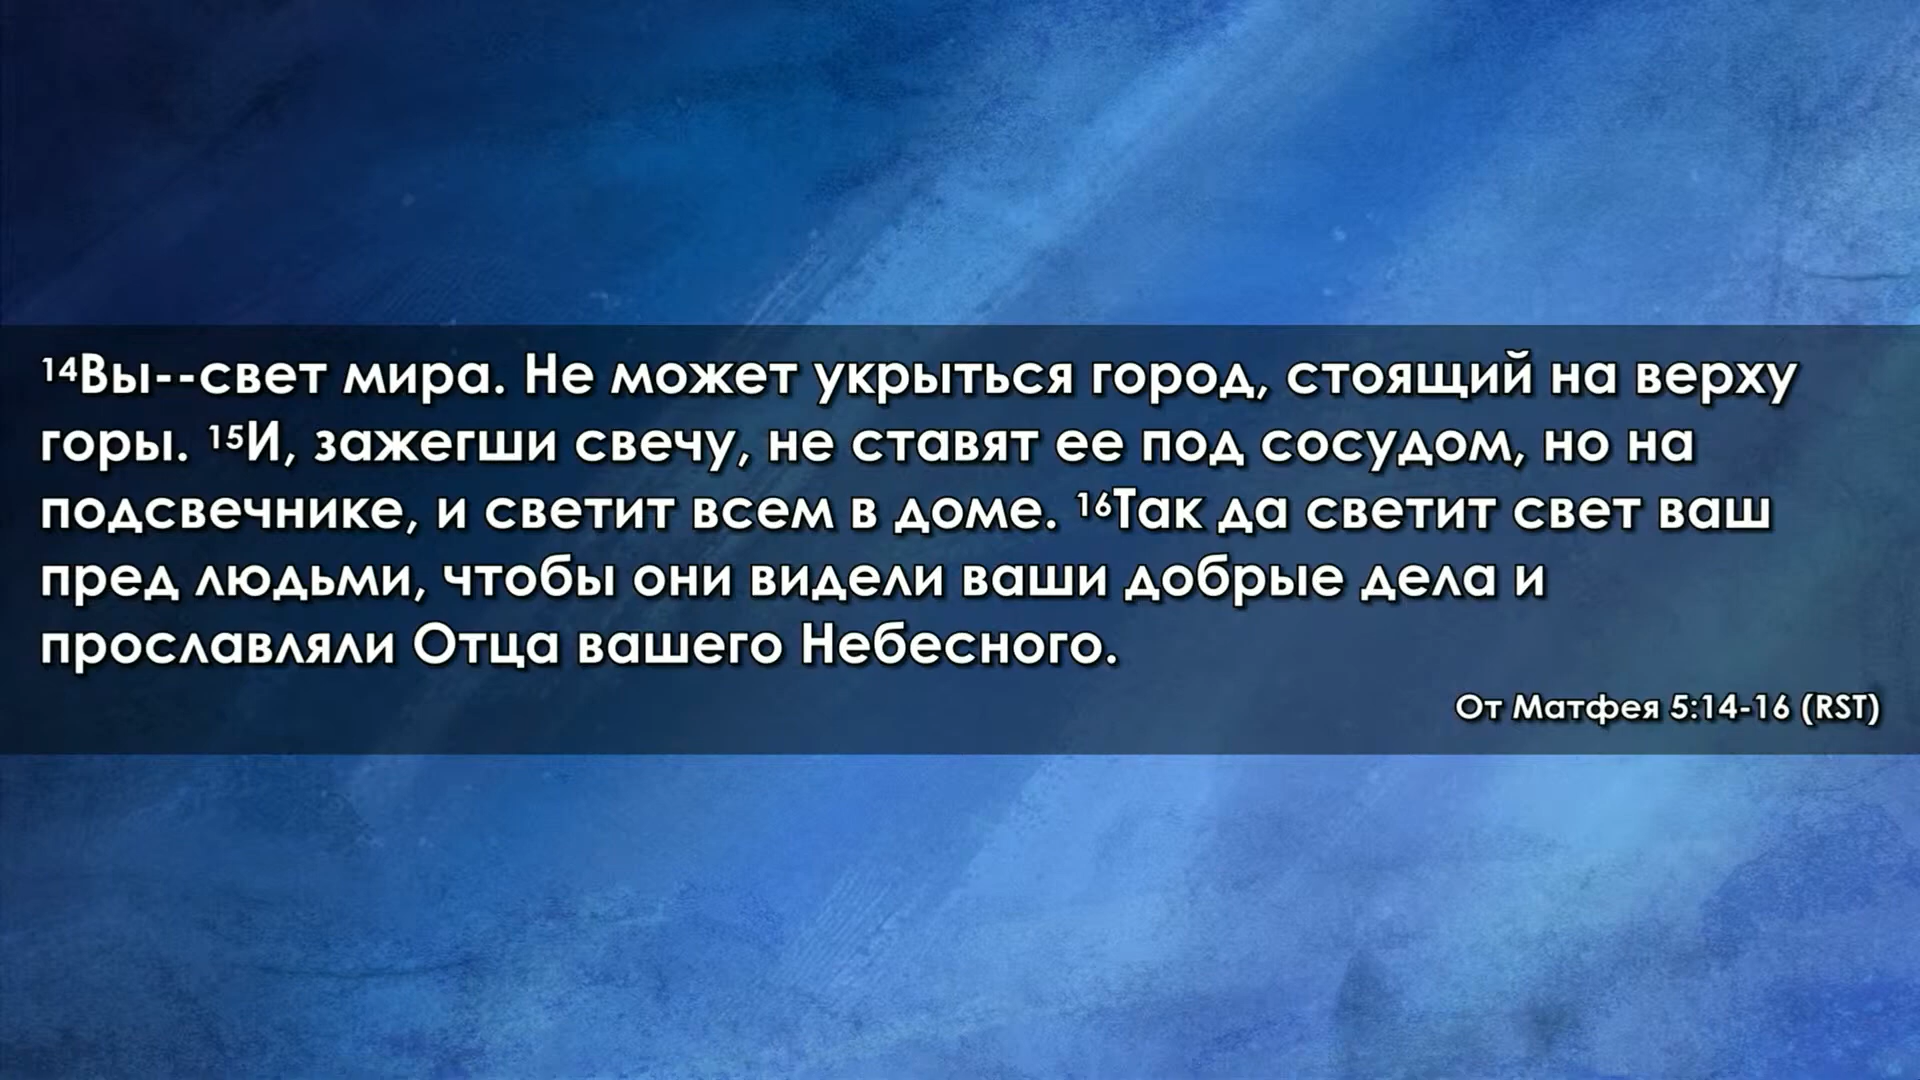 ¹⁴Вы--свет мира. Не может укрыться город, стоящий на верху
горы. ¹⁵И, зажегши свечу, не ставят ее под сосудом, но на
подсвечнике, и светит всем в доме. ¹⁶Так да светит свет ваш
пред людьми, чтобы они видели ваши добрые дела и
прославляли Отца вашего Небесного.
От Матфея 5:14-16 (RST)